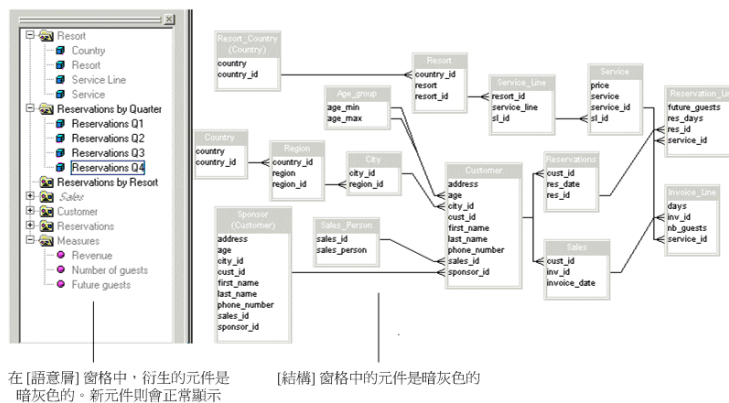 Resort
Country
Resort
Service Line
Service
Reservations by Quarter
Reservations Q1
Reservations Q2
Reservations Q3
Reservations Q4
Reservations by Resort
Sales
Customer
Reservations
Measures
Revenue
Number of guests
Future guests
Resort_Country
(Country)
country
country_id
Resort
country_id
resort
resort_id
Service_Line
resort_id
service_line
sl_id
Service
price
service
service_id
sl_id
Reservation_Li
future_guests
res_days
res_id
service_id
Age_group
age_min
age_max
Country
country
country_id
Region
country_id
region
region_id
City
city_id
region_id
Customer
address
age
city_id
cust_id
first_name
last_name
phone_number
sales_id
sponsor_id
Reservations
cust_id
res_date
res_id
Invoice_Line
days
inv_id
nb_guests
service_id
Sponsor
(Customer)
address
age
city_id
cust_id
first_name
last_name
phone_number
sales_id
sponsor_id
Sales_Person
sales_id
sales_person
Sales
cust_id
inv_id
invoice_date
在 [語意層] 窗格中，衍生的元件是
暗灰色的。新元件則會正常顯示
[結構] 窗格中的元件是暗灰色的